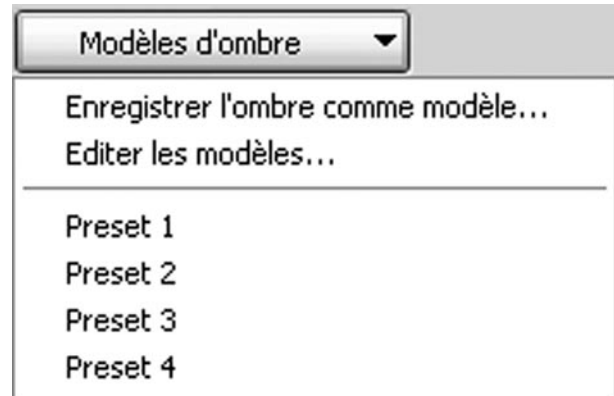 Modèles d'ombre
Enregistrer l'ombre comme modèle...
Editer les modèles...
Preset 1
Preset 2
Preset 3
Preset 4